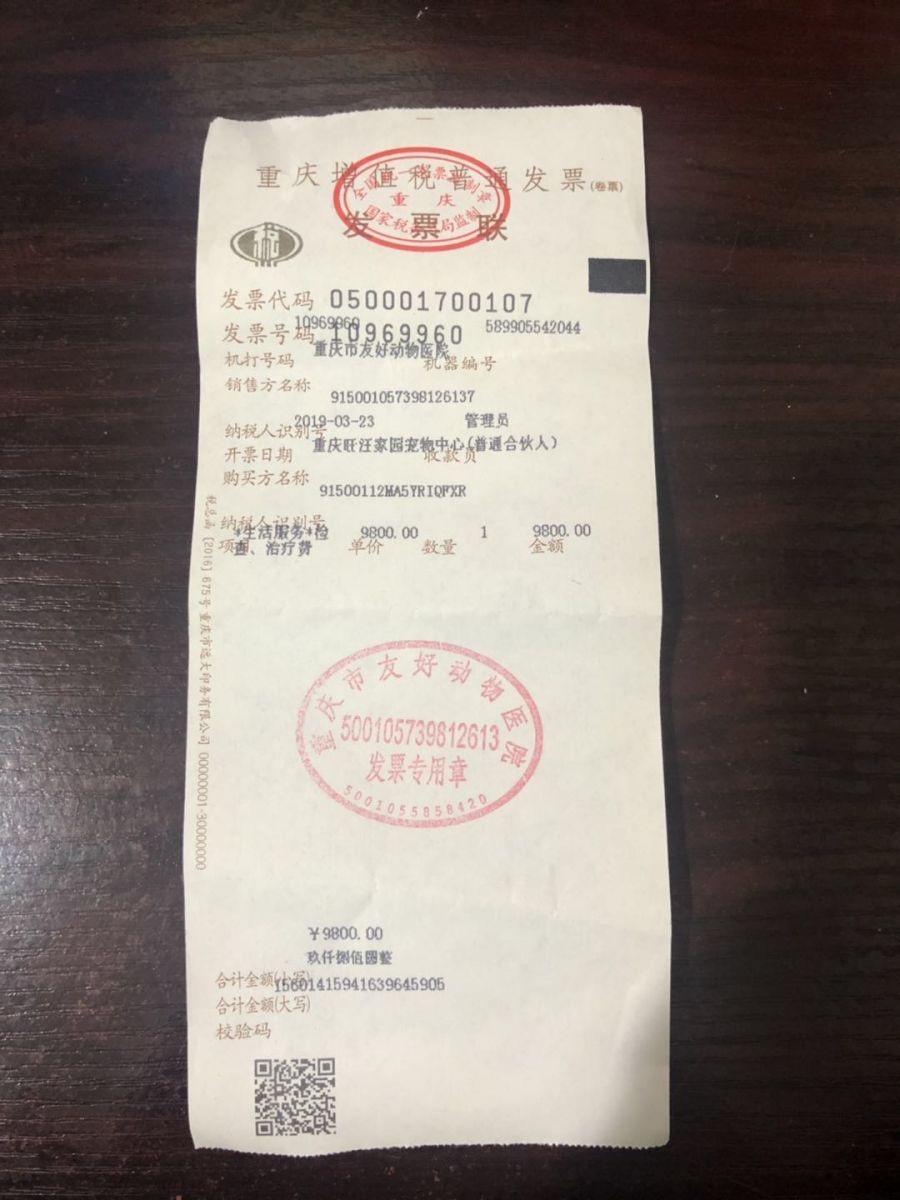 重庆增值税普通发票(卷票)
全国统一发票监制章
重庆
国家税务总局监制
发票联
发票代码 050001700107
10969960 589905542044
发票号码 10969960
重庆市友好动物医院
机打号码 机器编号
销售方名称
915001057398126137
2019-03-23 管理员
纳税人识别号
重庆旺汪家园宠物中心(普通合伙人)
开票日期 收款员
购买方名称
91500112MA5YRIQFXR
纳税人识别号
*生活服务*检 9800.00 1 9800.00
查、治疗费
项目 单价 数量 金额
税总函[2016]675号重庆市远大印务有限公司 00000001-30000000
重庆市友好动物医院
500105739812613
发票专用章
5001055858420
￥9800.00
玖仟捌佰圆整
合计金额(小写)
15601415941639645905
合计金额(大写)
校验码